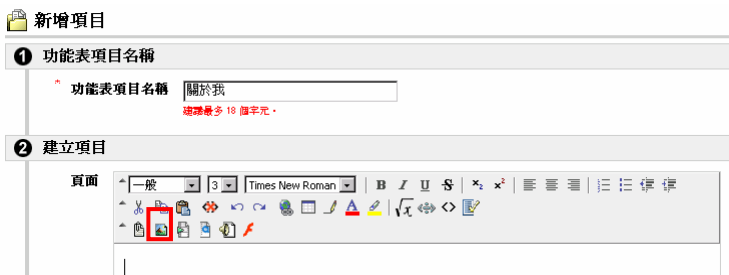 新增項目
1 功能表項目名稱
* 功能表項目名稱 關於我
建議最多 18 個字元。
2 建立項目
頁面 一般 3 Times New Roman B I U S x₂ x²